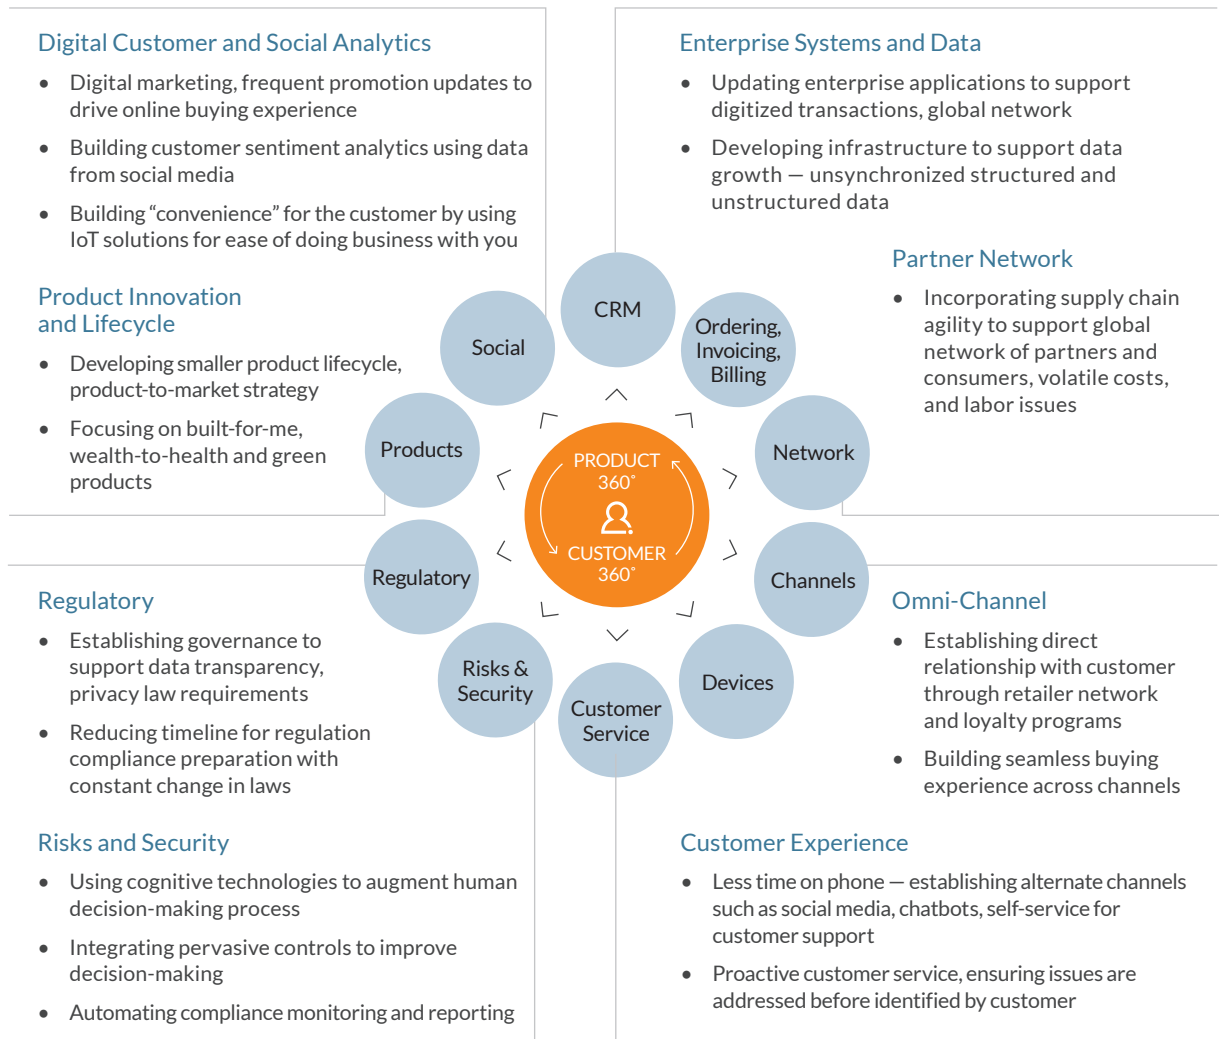 Digital Customer and Social Analytics
• Digital marketing, frequent promotion updates to
drive online buying experience
• Building customer sentiment analytics using data
from social media
• Building “convenience” for the customer by using
IoT solutions for ease of doing business with you
Product Innovation
and Lifecycle
• Developing smaller product lifecycle,
product-to-market strategy
• Focusing on built-for-me,
wealth-to-health and green
products
Enterprise Systems and Data
• Updating enterprise applications to support
digitized transactions, global network
• Developing infrastructure to support data
growth — unsynchronized structured and
unstructured data
Partner Network
• Incorporating supply chain
agility to support global
network of partners and
consumers, volatile costs,
and labor issues
CRM
Ordering,
Invoicing,
Billing
Social
Network
Products
PRODUCT
360°
CUSTOMER
360°
Regulatory
Channels
Risks &
Security
Devices
Customer
Service
Regulatory
• Establishing governance to
support data transparency,
privacy law requirements
• Reducing timeline for regulation
compliance preparation with
constant change in laws
Risks and Security
• Using cognitive technologies to augment human
decision-making process
• Integrating pervasive controls to improve
decision-making
• Automating compliance monitoring and reporting
Omni-Channel
• Establishing direct
relationship with customer
through retailer network
and loyalty programs
• Building seamless buying
experience across channels
Customer Experience
• Less time on phone — establishing alternate channels
such as social media, chatbots, self-service for
customer support
• Proactive customer service, ensuring issues are
addressed before identified by customer